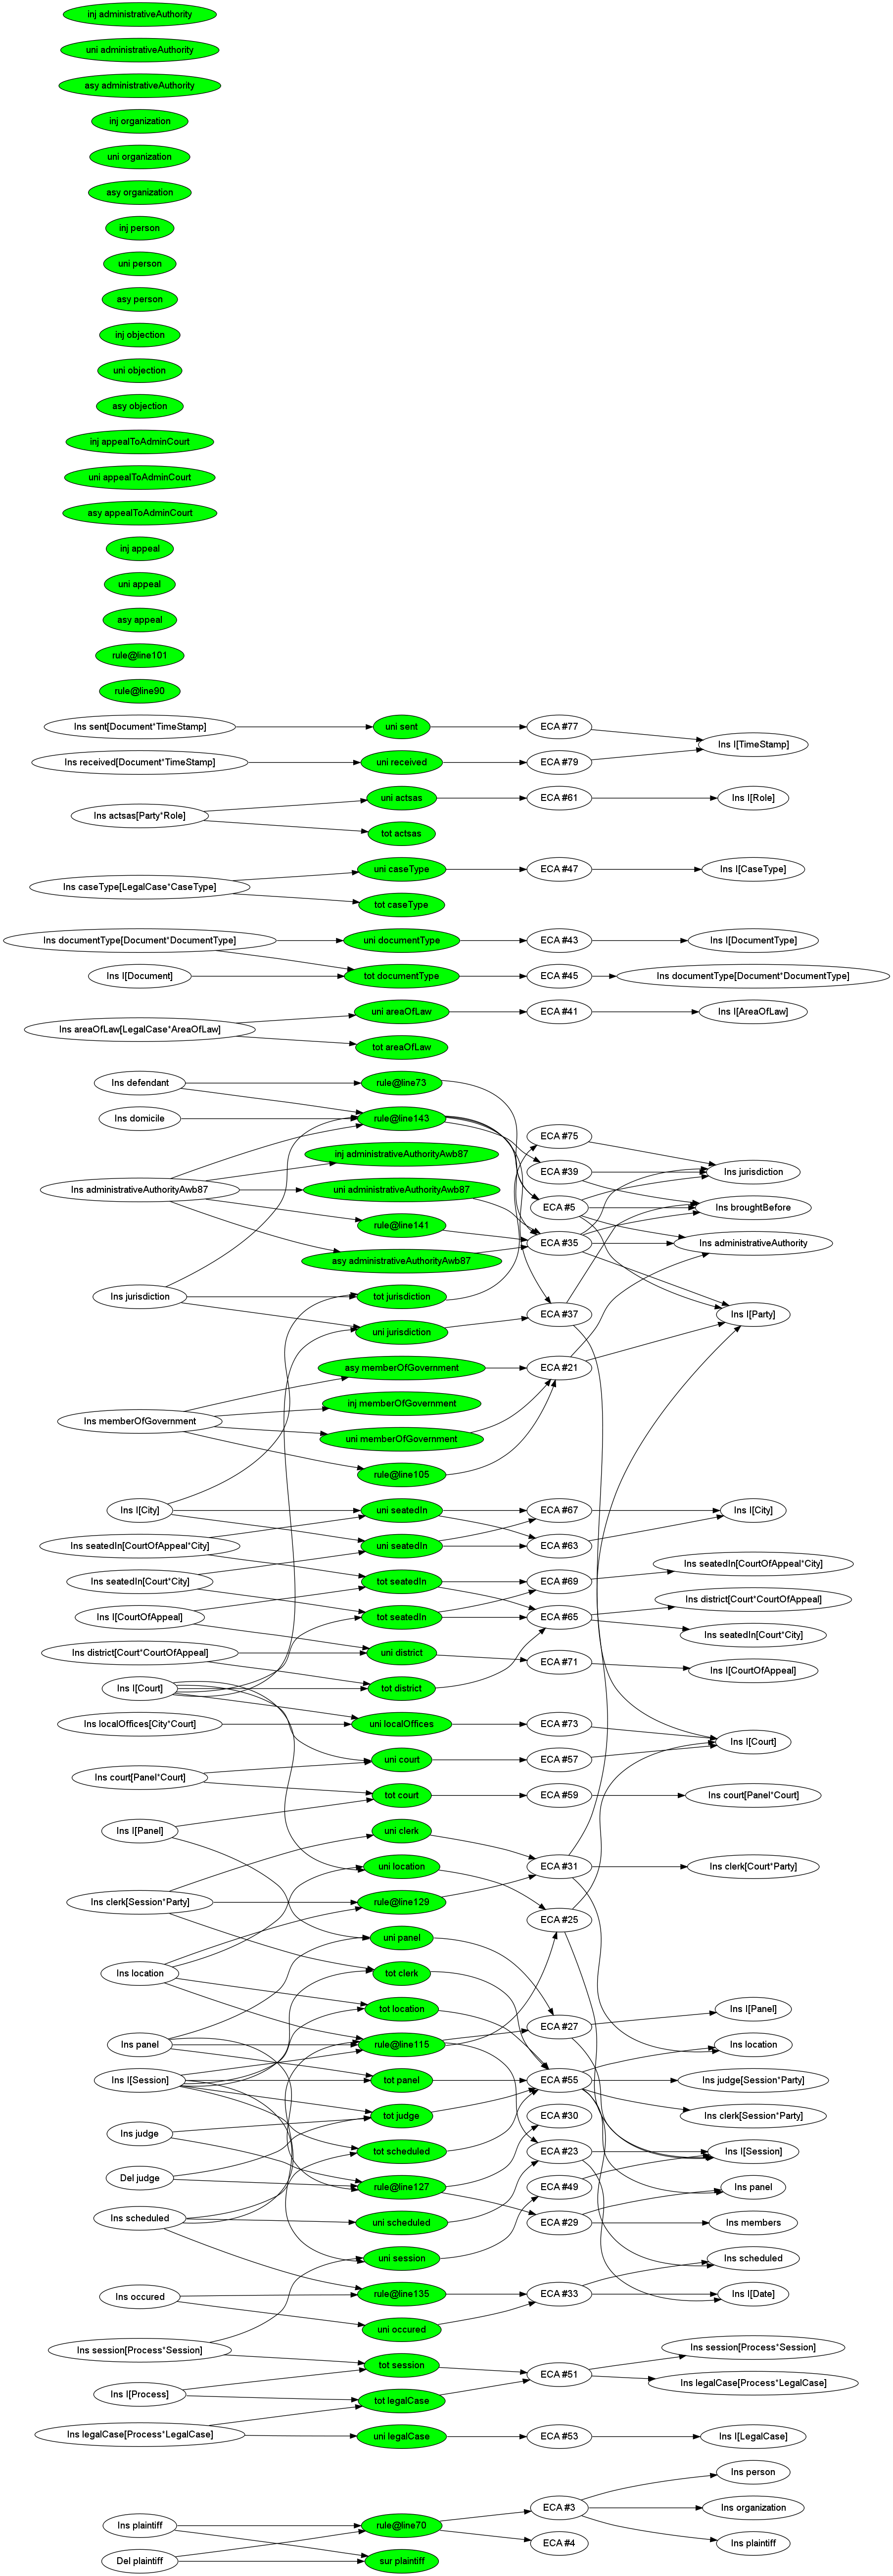 inj administrativeAuthority
uni administrativeAuthority
asy administrativeAuthority
inj organization
uni organization
asy organization
inj person
uni person
asy person
inj objection
uni objection
asy objection
inj appealToAdminCourt
uni appealToAdminCourt
asy appealToAdminCourt
inj appeal
uni appeal
asy appeal
rule@line101
rule@line90
Ins sent[Document*TimeStamp]
uni sent
ECA #77
Ins I[TimeStamp]
Ins received[Document*TimeStamp]
uni received
ECA #79
uni actsas
ECA #61
Ins I[Role]
Ins actsas[Party*Role]
tot actsas
uni caseType
ECA #47
Ins I[CaseType]
Ins caseType[LegalCase*CaseType]
tot caseType
Ins documentType[Document*DocumentType]
uni documentType
ECA #43
Ins I[DocumentType]
Ins I[Document]
tot documentType
ECA #45
Ins documentType[Document*DocumentType]
uni areaOfLaw
ECA #41
Ins I[AreaOfLaw]
Ins areaOfLaw[LegalCase*AreaOfLaw]
tot areaOfLaw
Ins defendant
rule@line73
Ins domicile
rule@line143
ECA #75
inj administrativeAuthorityAwb87
ECA #39
Ins jurisdiction
Ins administrativeAuthorityAwb87
uni administrativeAuthorityAwb87
ECA #5
Ins broughtBefore
rule@line141
ECA #35
Ins administrativeAuthority
asy administrativeAuthorityAwb87
Ins jurisdiction
tot jurisdiction
ECA #37
Ins I[Party]
uni jurisdiction
asy memberOfGovernment
ECA #21
inj memberOfGovernment
Ins memberOfGovernment
uni memberOfGovernment
rule@line105
Ins I[City]
uni seatedIn
ECA #67
Ins I[City]
Ins seatedIn[CourtOfAppeal*City]
uni seatedIn
ECA #63
Ins seatedIn[CourtOfAppeal*City]
Ins seatedIn[Court*City]
tot seatedIn
ECA #69
Ins district[Court*CourtOfAppeal]
Ins I[CourtOfAppeal]
tot seatedIn
ECA #65
Ins seatedIn[Court*City]
Ins district[Court*CourtOfAppeal]
uni district
ECA #71
Ins I[CourtOfAppeal]
Ins I[Court]
tot district
Ins localOffices[City*Court]
uni localOffices
ECA #73
Ins I[Court]
uni court
ECA #57
Ins court[Panel*Court]
tot court
ECA #59
Ins court[Panel*Court]
Ins I[Panel]
uni clerk
uni location
ECA #31
Ins clerk[Court*Party]
Ins clerk[Session*Party]
rule@line129
ECA #25
uni panel
Ins location
tot clerk
tot location
ECA #27
Ins I[Panel]
Ins panel
rule@line115
Ins location
Ins I[Session]
tot panel
ECA #55
Ins judge[Session*Party]
tot judge
ECA #30
Ins clerk[Session*Party]
Ins judge
tot scheduled
ECA #23
Ins I[Session]
Del judge
rule@line127
ECA #49
Ins panel
Ins scheduled
uni scheduled
ECA #29
Ins members
uni session
Ins scheduled
Ins occured
rule@line135
ECA #33
Ins I[Date]
uni occured
Ins session[Process*Session]
Ins session[Process*Session]
tot session
ECA #51
Ins legalCase[Process*LegalCase]
Ins I[Process]
tot legalCase
Ins legalCase[Process*LegalCase]
uni legalCase
ECA #53
Ins I[LegalCase]
Ins person
ECA #3
Ins organization
Ins plaintiff
rule@line70
ECA #4
Ins plaintiff
Del plaintiff
sur plaintiff